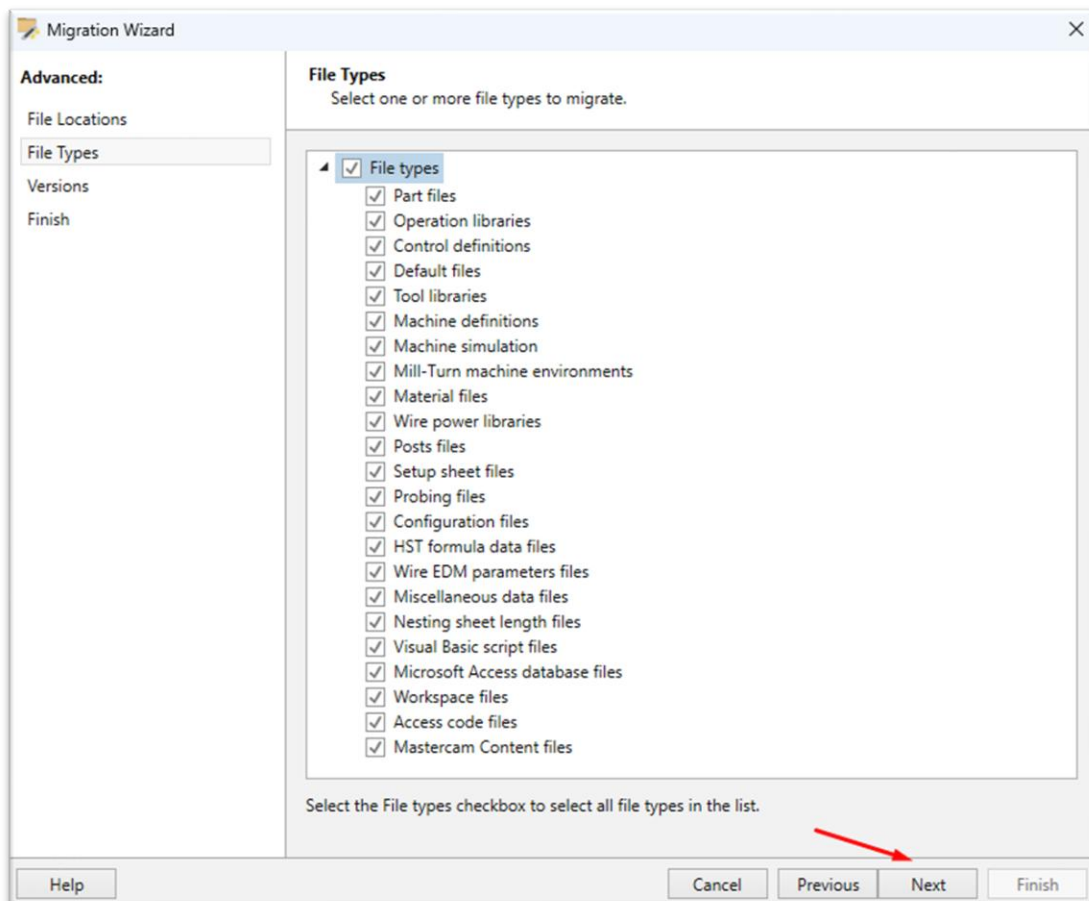 Migration Wizard
Advanced:
File Locations
File Types
Versions
Finish
File Types
Select one or more file types to migrate.
File types
Part files
Operation libraries
Control definitions
Default files
Tool libraries
Machine definitions
Machine simulation
Mill-Turn machine environments
Material files
Wire power libraries
Posts files
Setup sheet files
Probing files
Configuration files
HST formula data files
Wire EDM parameters files
Miscellaneous data files
Nesting sheet length files
Visual Basic script files
Microsoft Access database files
Workspace files
Access code files
Mastercam Content files
Select the File types checkbox to select all file types in the list.
Help Cancel Previous Next Finish